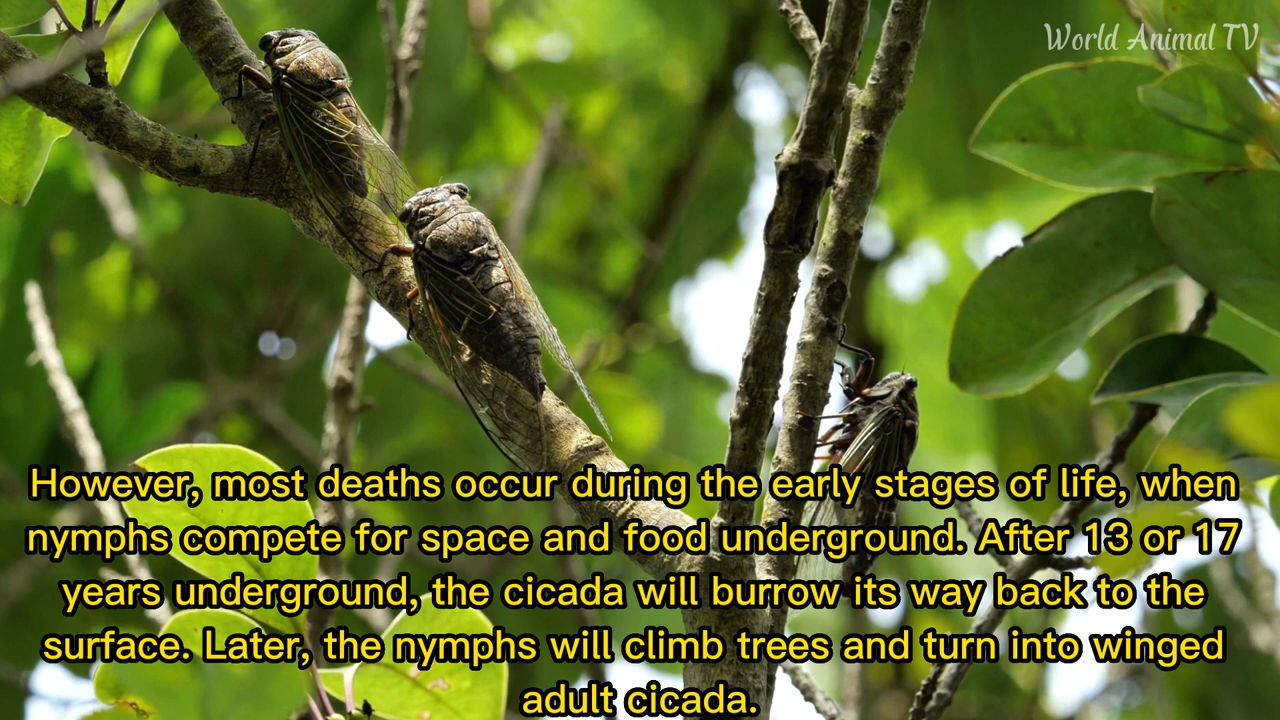 World Animal TV
However, most deaths occur during the early stages of life, when
nymphs compete for space and food underground. After 13 or 17
years underground, the cicada will burrow its way back to the
surface. Later, the nymphs will climb trees and turn into winged
adult cicada.